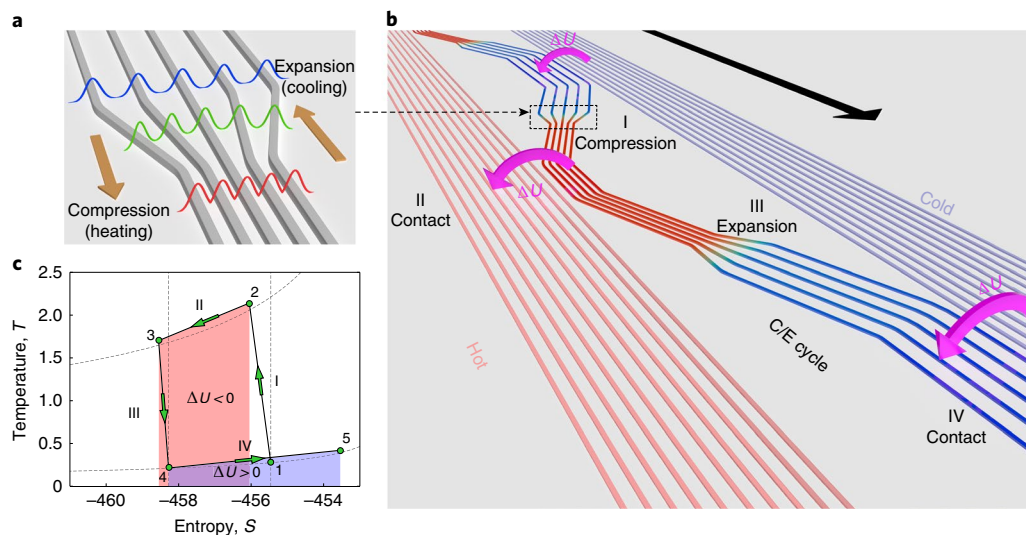 a
Expansion
(cooling)
Compression
(heating)
b
ΔU
I
Compression
ΔU
II
Contact
III
Expansion
Cold
ΔU
Hot
C/E cycle
IV
Contact
c
2.5
2.0
1.5
1.0
0.5
0
Temperature, T
2
II
3
I
ΔU < 0
III
IV
5
4
ΔU > 0
1
−460
−458
−456
−454
Entropy, S